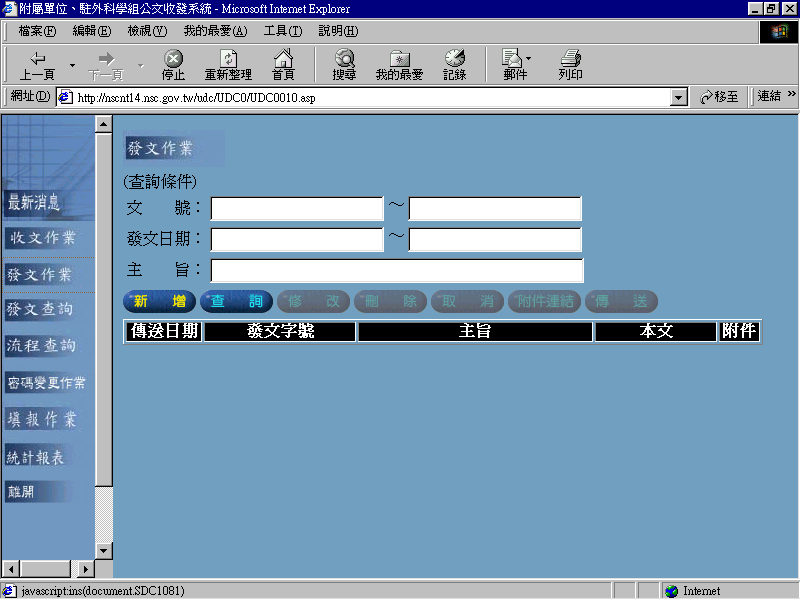 附屬單位、駐外科學組公文收發系統 - Microsoft Internet Explorer
檔案(F) 編輯(E) 檢視(V) 我的最愛(A) 工具(T) 說明(H)
上一頁 下一頁 停止 重新整理 首頁 搜尋 我的最愛 記錄 郵件 列印
網址(D) http://nscnt14.nsc.gov.tw/udc/UDC0/UDC0010.asp 移至 連結 »
最新消息
收文作業
發文作業
發文查詢
流程查詢
密碼變更作業
填報作業
統計報表
離開
發文作業
(查詢條件)
文 號： ～
發文日期： ～
主 旨：
新 增 查 詢 修 改 刪 除 取 消 附件連結 傳 送
傳送日期 發文字號 主旨 本文 附件
javascript:ins(document.SDC1081) Internet